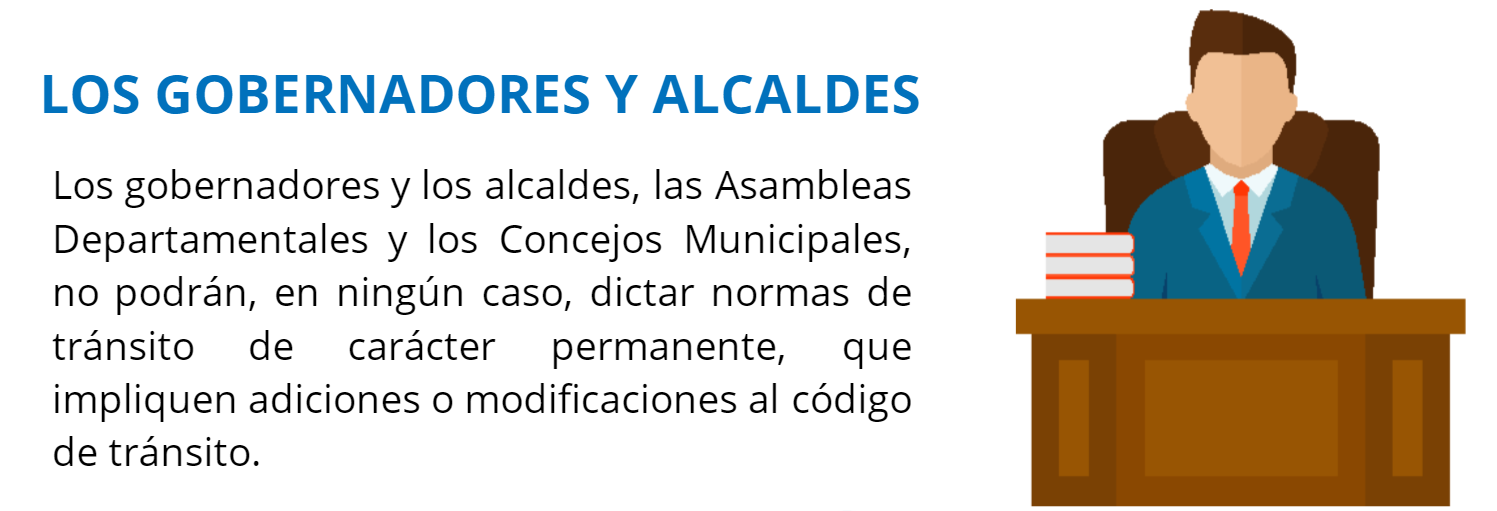 LOS GOBERNADORES Y ALCALDES
Los gobernadores y los alcaldes, las Asambleas
Departamentales y los Concejos Municipales,
no podrán, en ningún caso, dictar normas de
tránsito de carácter permanente, que
impliquen adiciones o modificaciones al código
de tránsito.